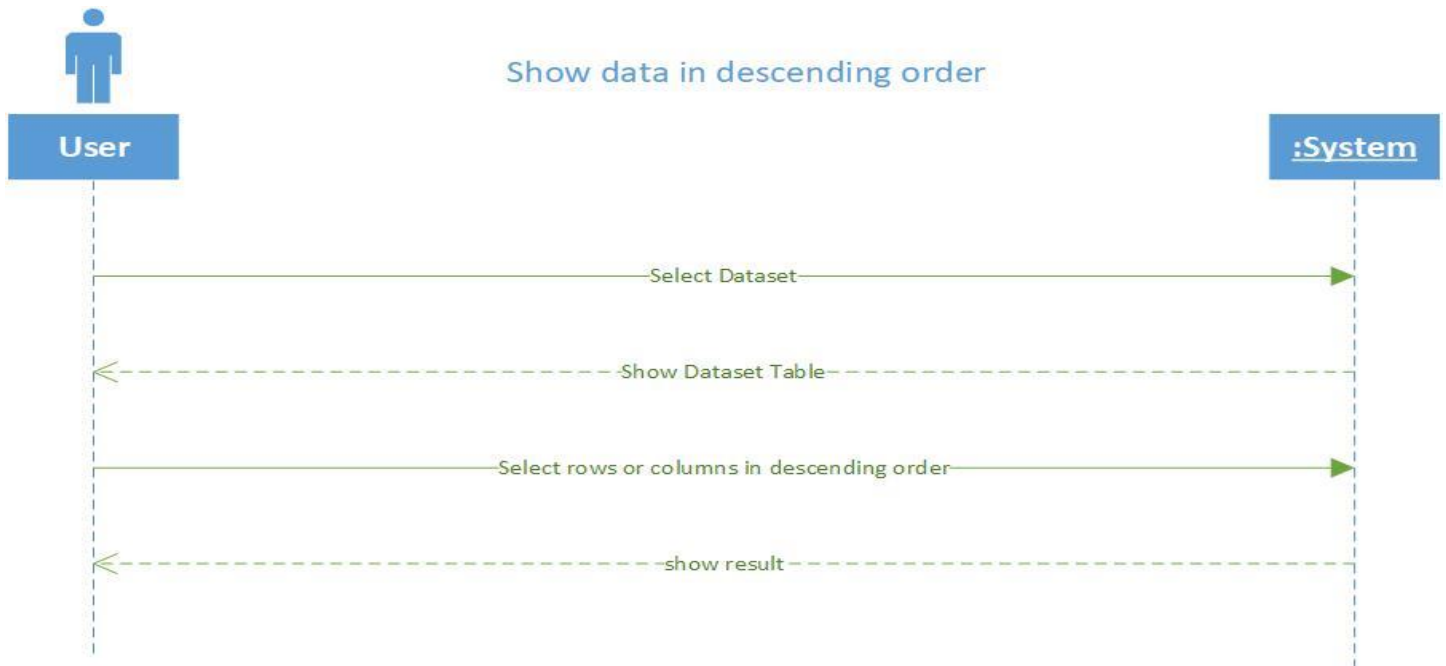 Show data in descending order
User
:System
Select Dataset
Show Dataset Table
Select rows or columns in descending order
show result